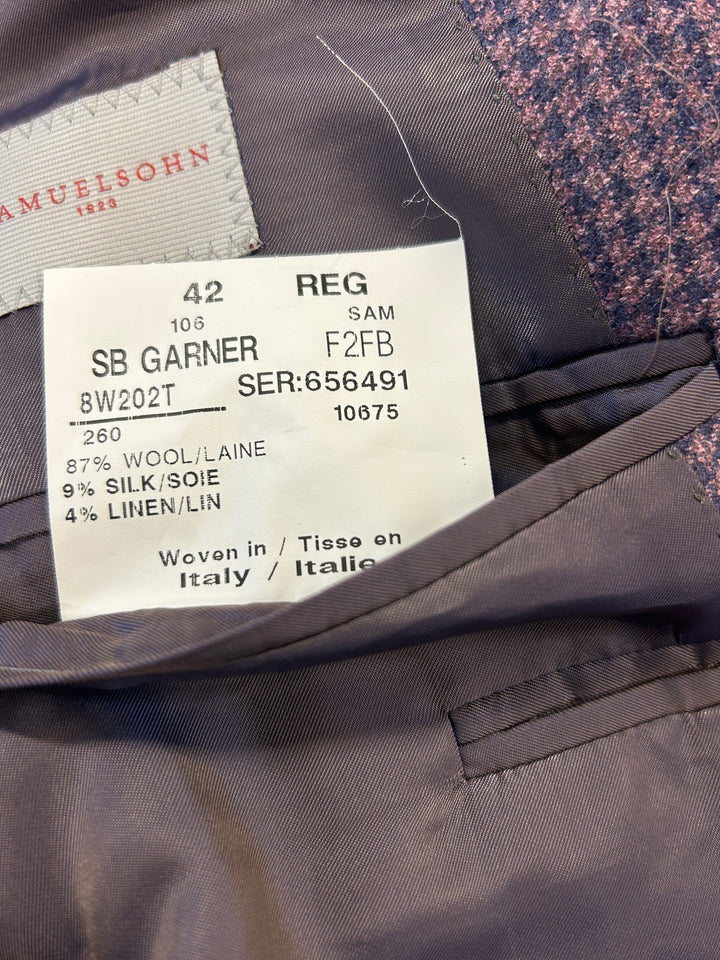 AMUELSOHN
1923
42 REG
106 SAM
SB GARNER F2FB
8W202T SER:656491
260 10675
87% WOOL/LAINE
9% SILK/SOIE
4% LINEN/LIN
Woven in / Tisse en
Italy / Italie